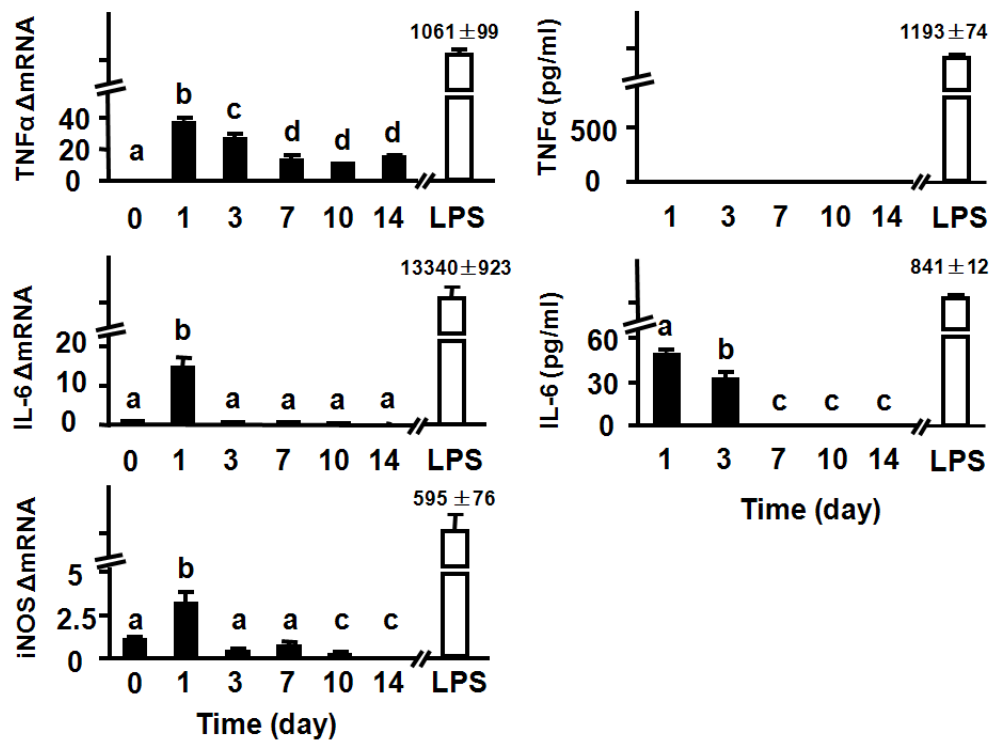 TNFα ΔmRNA
1061±99
40
20
0
a
b
c
d
d
d
0 1 3 7 10 14 LPS
TNFα (pg/ml)
1193±74
500
0
1 3 7 10 14 LPS
IL-6 ΔmRNA
13340±923
20
10
0
a
b
a
a
a
a
0 1 3 7 10 14 LPS
IL-6 (pg/ml)
841±12
60
30
0
a
b
c
c
c
1 3 7 10 14 LPS
Time (day)
iNOS ΔmRNA
595 ±76
5
2.5
0
a
b
a
a
c
c
0 1 3 7 10 14 LPS
Time (day)